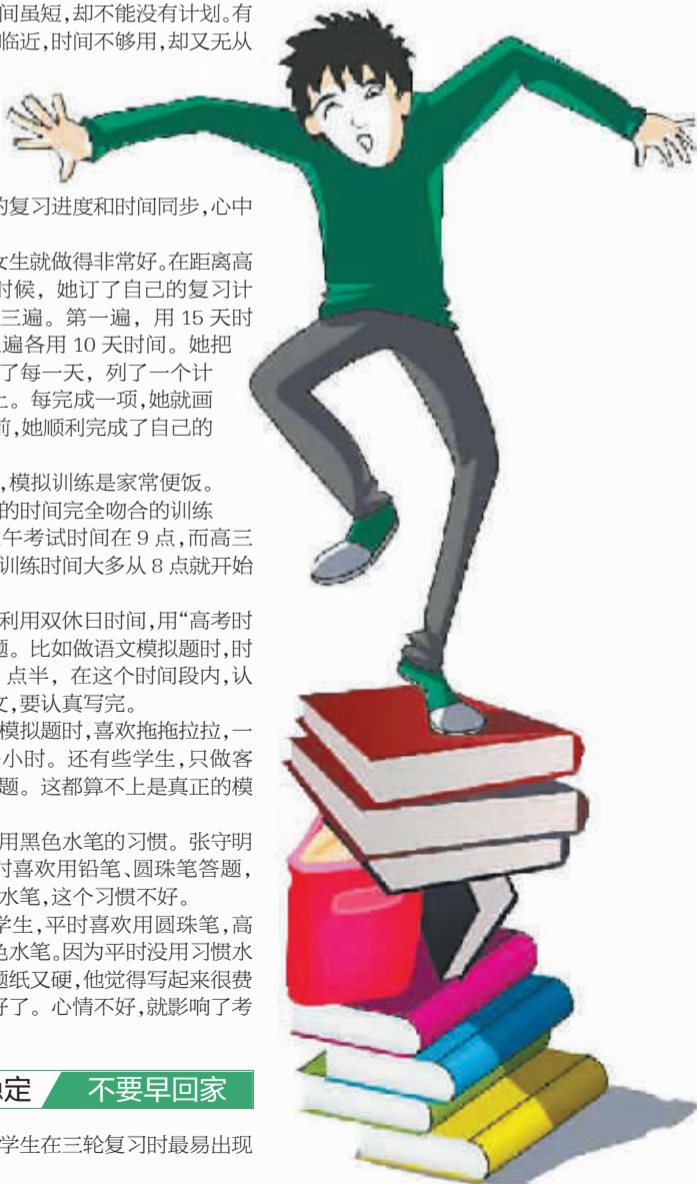 间虽短,却不能没有计划。有
临近,时间不够用,却又无从
的复习进度和时间同步,心中
女生就做得非常好。在距离高
时候，她订了自己的复习计
三遍。第一遍，用 15 天时
遍各用 10 天时间。她把
了每一天，列了一个计
上。每完成一项,她就画
前,她顺利完成了自己的
,模拟训练是家常便饭。
的时间完全吻合的训练
午考试时间在 9 点,而高三
训练时间大多从 8 点就开始
利用双休日时间,用“高考时
题。比如做语文模拟题时,时
点半，在这个时间段内,认
文,要认真写完。
模拟题时,喜欢拖拖拉拉,一
小时。还有些学生,只做客
题。这都算不上是真正的模
用黑色水笔的习惯。张守明
时喜欢用铅笔、圆珠笔答题，
水笔,这个习惯不好。
学生,平时喜欢用圆珠笔,高
色水笔。因为平时没用习惯水
题纸又硬,他觉得写起来很费
好了。心情不好,就影响了考
稳定 不要早回家
学生在三轮复习时最易出现